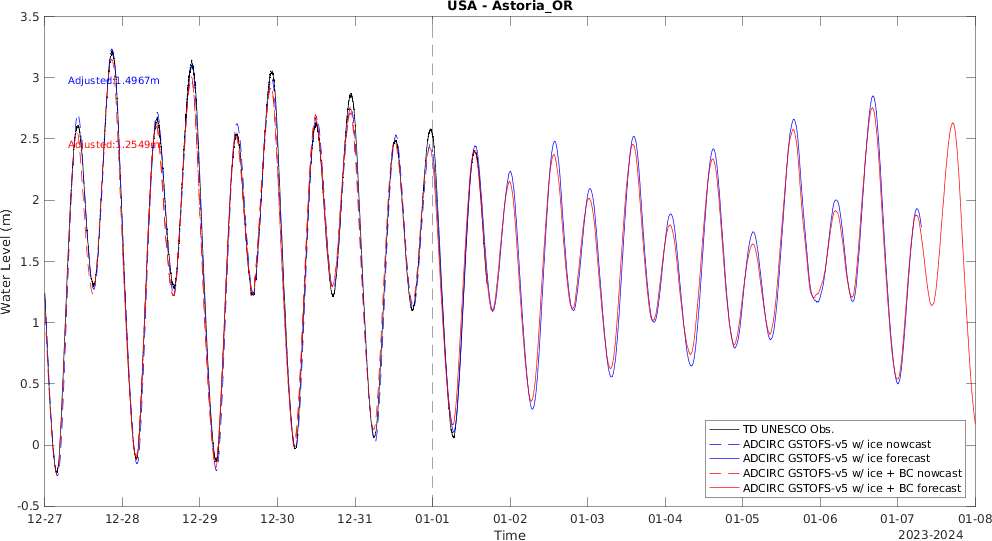 USA - Astoria_OR
3.5
3
2.5
2
1.5
1
0.5
0
-0.5
Water Level (m)
Adjusted:1.4967m
Adjusted:1.2549m
TD UNESCO Obs.
ADCIRC GSTOFS-v5 w/ ice nowcast
ADCIRC GSTOFS-v5 w/ ice forecast
ADCIRC GSTOFS-v5 w/ ice + BC nowcast
ADCIRC GSTOFS-v5 w/ ice + BC forecast
12-27 12-28 12-29 12-30 12-31 01-01 01-02 01-03 01-04 01-05 01-06 01-07 01-08
Time
2023-2024